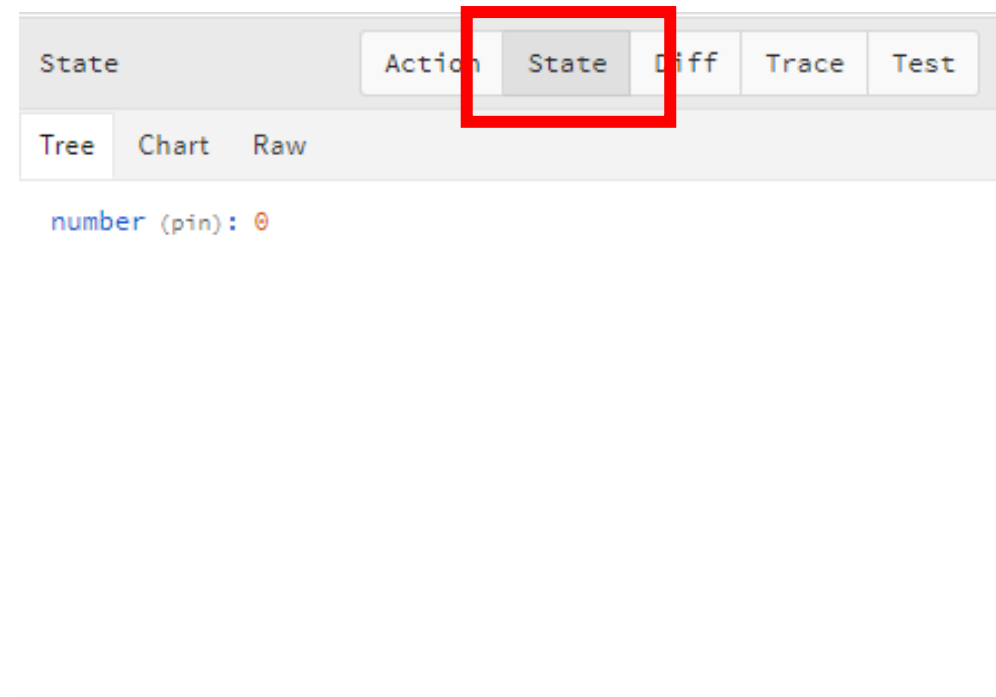 State Action State Diff Trace Test
Tree Chart Raw
number (pin): 0